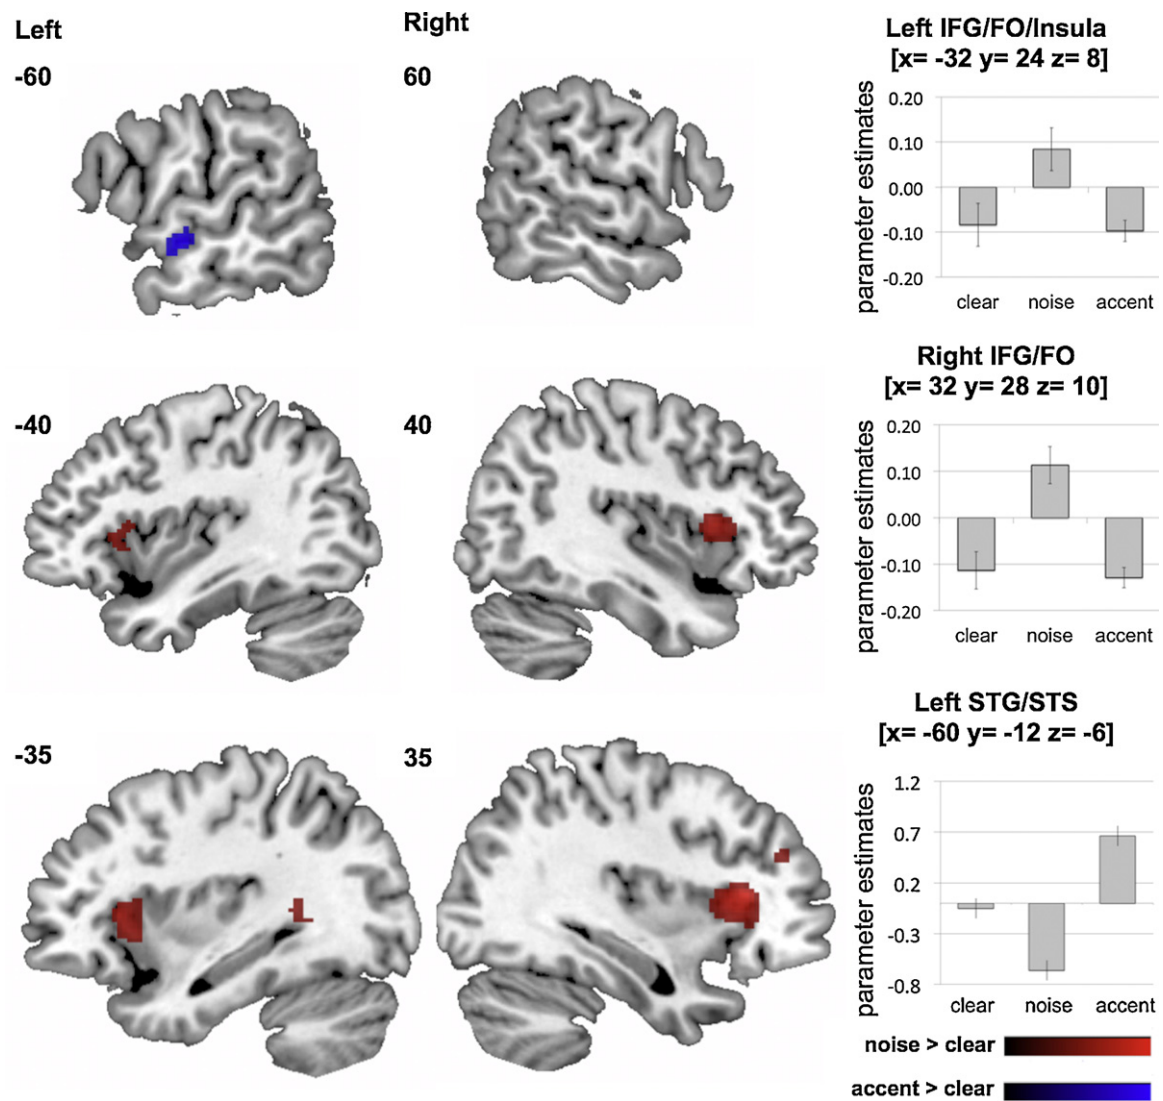 Left
Right
-60
60
-40
40
-35
35
Left IFG/FO/Insula
[x= -32 y= 24 z= 8]
parameter estimates
0.20
0.10
0.00
-0.10
-0.20
clear noise accent
Right IFG/FO
[x= 32 y= 28 z= 10]
parameter estimates
0.20
0.10
0.00
-0.10
-0.20
clear noise accent
Left STG/STS
[x= -60 y= -12 z= -6]
parameter estimates
1.2
0.7
0.2
-0.3
-0.8
clear noise accent
noise > clear
accent > clear